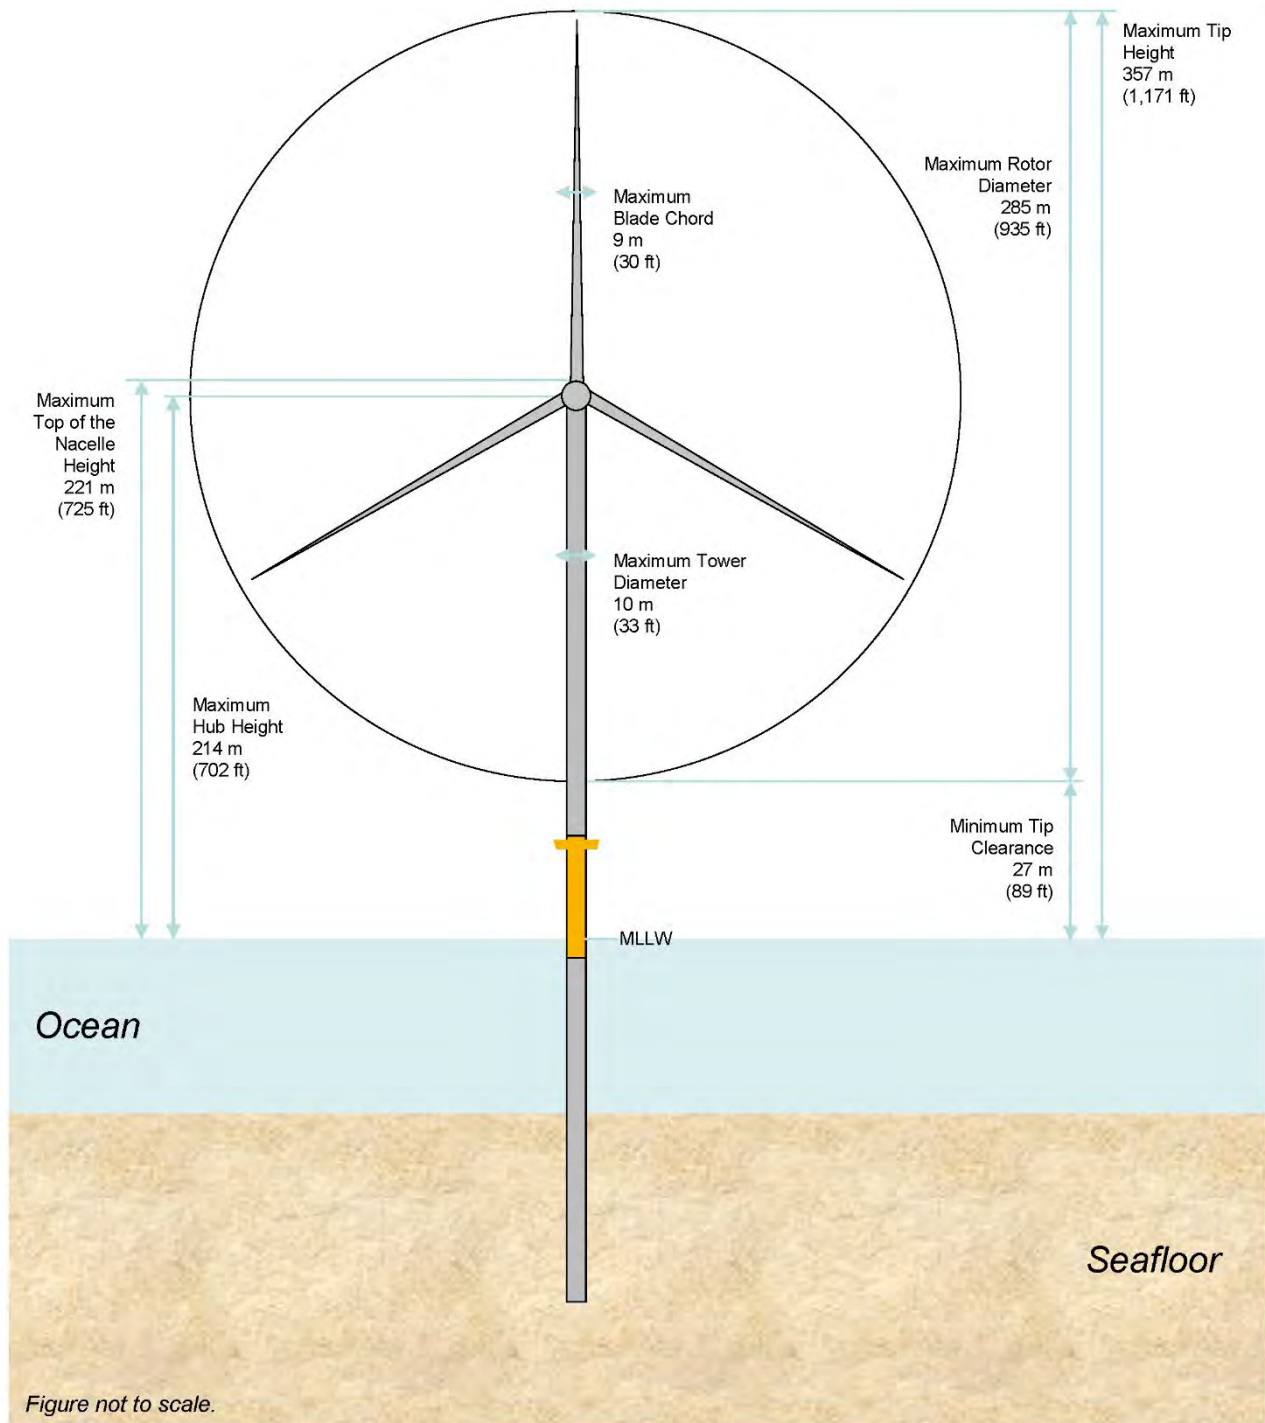 Maximum Tip
Height
357 m
(1,171 ft)
Maximum Rotor
Diameter
285 m
(935 ft)
Maximum
Blade Chord
9 m
(30 ft)
Maximum
Top of the
Nacelle
Height
221 m
(725 ft)
Maximum Tower
Diameter
10 m
(33 ft)
Maximum
Hub Height
214 m
(702 ft)
Minimum Tip
Clearance
27 m
(89 ft)
MLLW
Ocean
Seafloor
Figure not to scale.